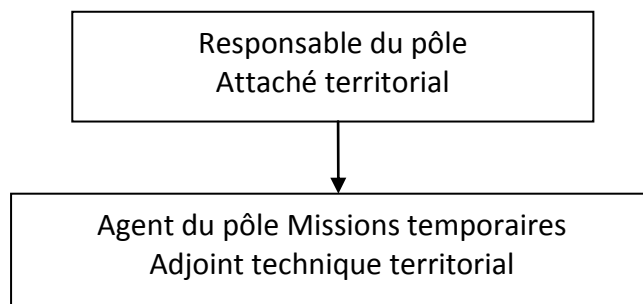 Responsable du pôle
Attaché territorial
Agent du pôle Missions temporaires
Adjoint technique territorial